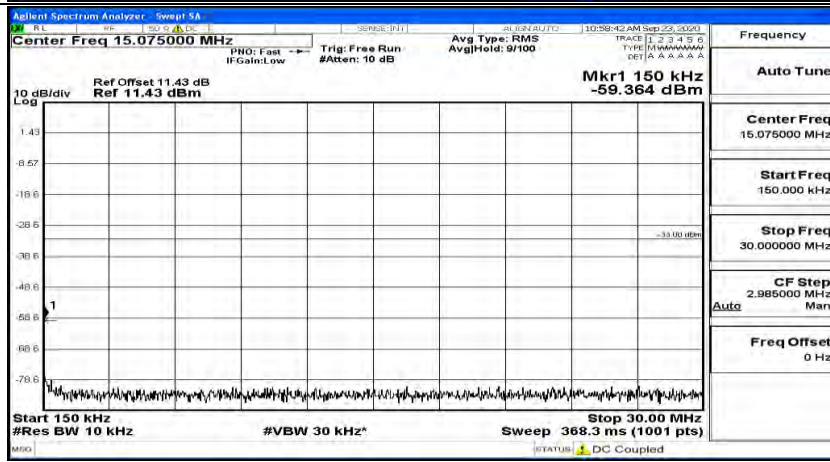 Agilent Spectrum Analyzer - Swept SA
RL RF 50 Ω DC SENSE:INT ALIGN AUTO 10:58:42 AM Sep 23, 2020
Center Freq 15.075000 MHz
PNO: Fast
IFGain:Low
Trig: Free Run
#Atten: 10 dB
Avg Type: RMS
Avg|Hold: 9/100
TRACE 1 2 3 4 5 6
TYPE MWWWWW
DET A A A A A A
Ref Offset 11.43 dB
Ref 11.43 dBm
10 dB/div
Log
Mkr1 150 kHz
-59.364 dBm
1.43
-8.57
-18.6
-28.6
-38.6
-48.6
-58.6
-68.6
-78.6
-33.00 dBm
1
Start 150 kHz
#Res BW 10 kHz
#VBW 30 kHz*
Stop 30.00 MHz
Sweep 368.3 ms (1001 pts)
MSG
STATUS DC Coupled
Frequency
Auto Tune
Center Freq
15.075000 MHz
Start Freq
150.000 kHz
Stop Freq
30.000000 MHz
CF Step
2.985000 MHz
Auto Man
Freq Offset
0 Hz